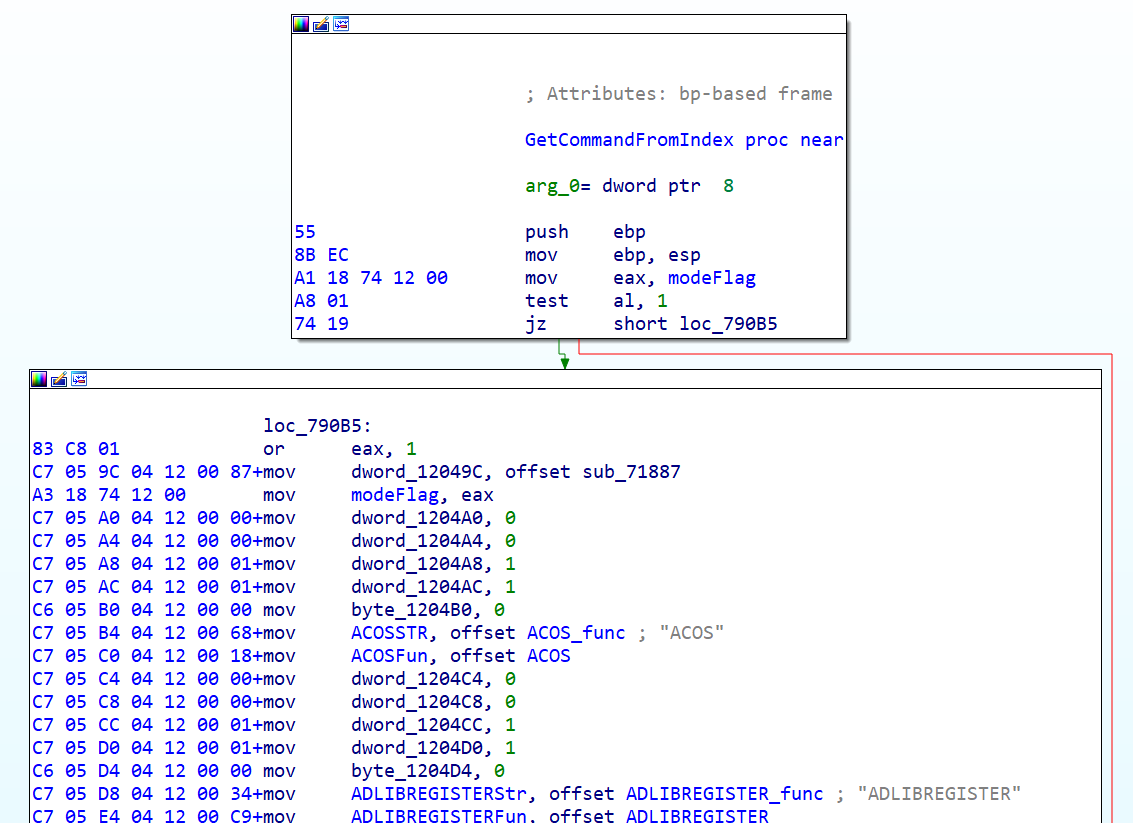 ; Attributes: bp-based frame
GetCommandFromIndex proc near
arg_0= dword ptr  8
55 push ebp
8B EC mov ebp, esp
A1 18 74 12 00 mov eax, modeFlag
A8 01 test al, 1
74 19 jz short loc_790B5
loc_790B5:
83 C8 01 or eax, 1
C7 05 9C 04 12 00 87+mov dword_12049C, offset sub_71887
A3 18 74 12 00 mov modeFlag, eax
C7 05 A0 04 12 00 00+mov dword_1204A0, 0
C7 05 A4 04 12 00 00+mov dword_1204A4, 0
C7 05 A8 04 12 00 01+mov dword_1204A8, 1
C7 05 AC 04 12 00 01+mov dword_1204AC, 1
C6 05 B0 04 12 00 00 mov byte_1204B0, 0
C7 05 B4 04 12 00 68+mov ACOSSTR, offset ACOS_func ; "ACOS"
C7 05 C0 04 12 00 18+mov ACOSFun, offset ACOS
C7 05 C4 04 12 00 00+mov dword_1204C4, 0
C7 05 C8 04 12 00 00+mov dword_1204C8, 0
C7 05 CC 04 12 00 01+mov dword_1204CC, 1
C7 05 D0 04 12 00 01+mov dword_1204D0, 1
C6 05 D4 04 12 00 00 mov byte_1204D4, 0
C7 05 D8 04 12 00 34+mov ADLIBREGISTERStr, offset ADLIBREGISTER_func ; "ADLIBREGISTER"
C7 05 E4 04 12 00 C9+mov ADLIBREGISTERFun, offset ADLIBREGISTER